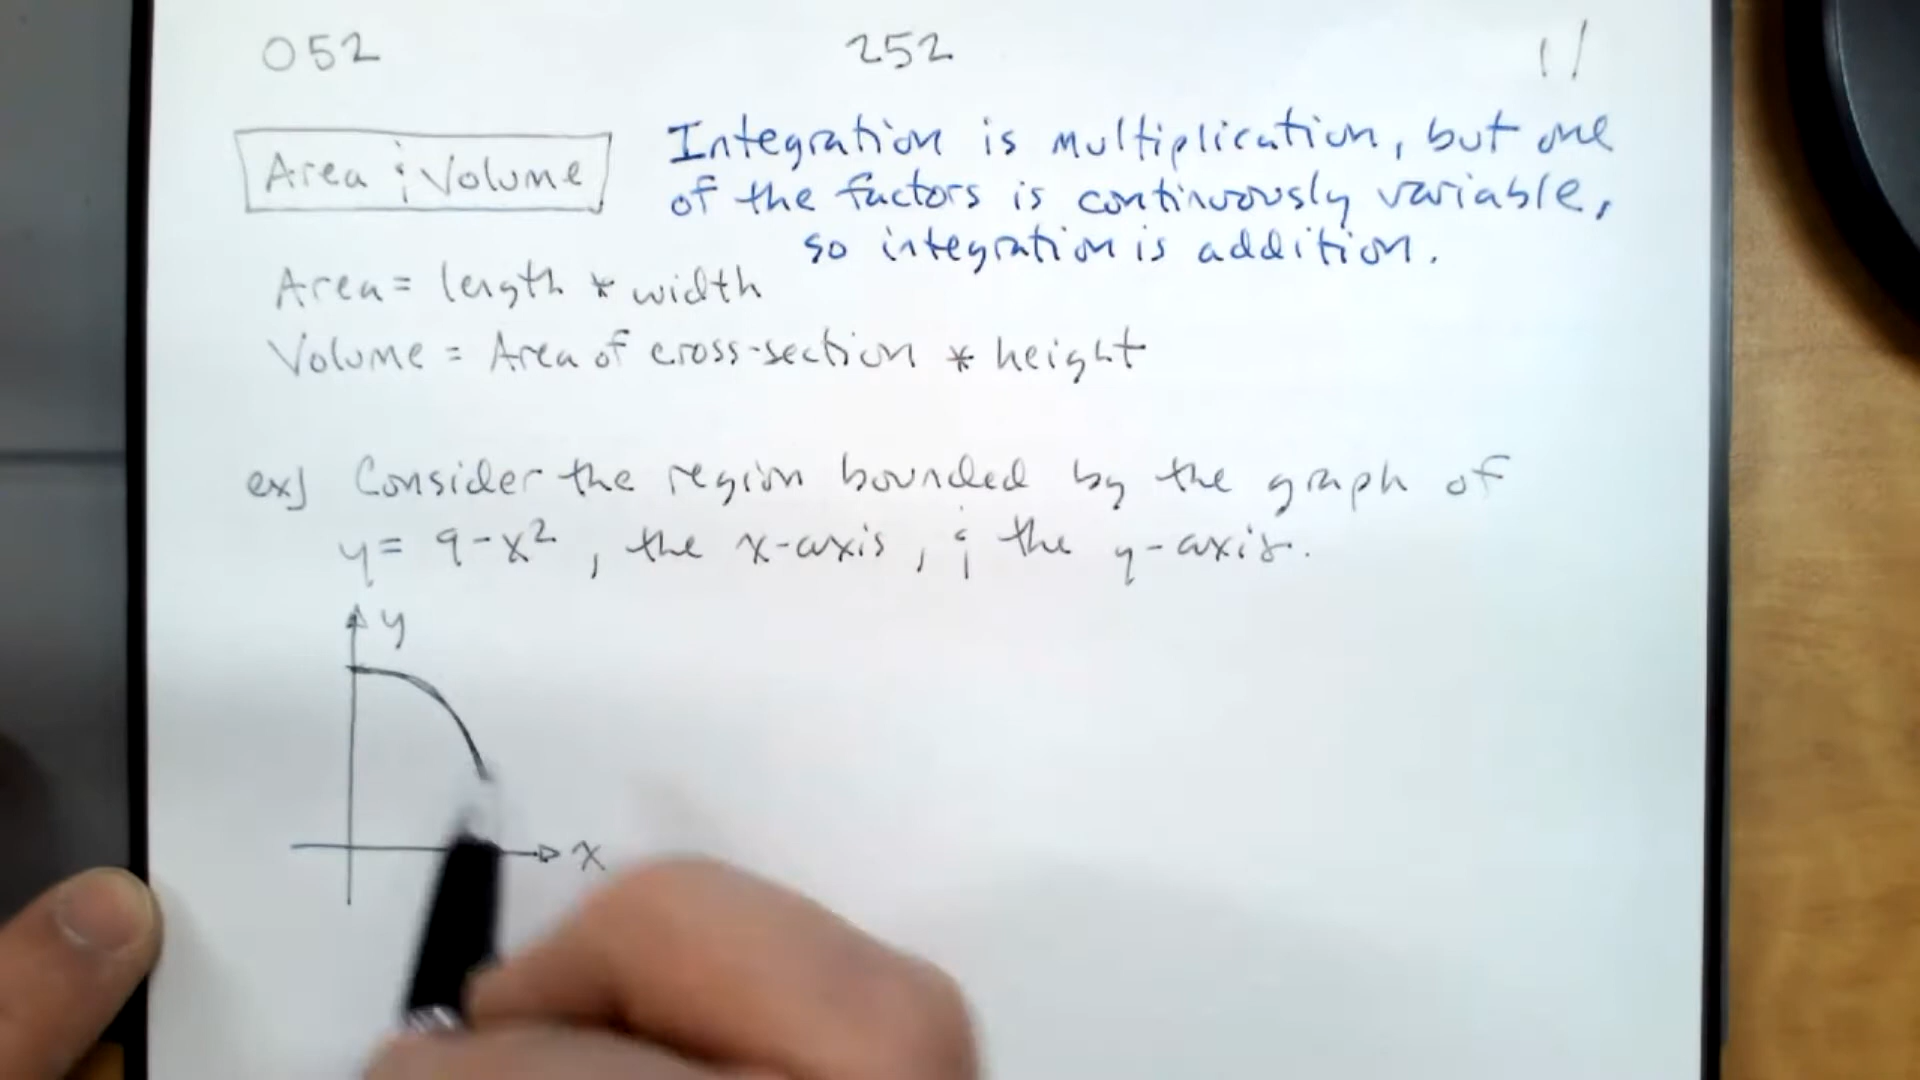 052 252 1/
Area & Volume
Integration is multiplication, but one
of the factors is continuously variable,
so integration is addition.
Area = length * width
Volume = Area of cross-section * height
ex] Consider the region bounded by the graph of
y = 9-x², the x-axis, & the y-axis.
y
x